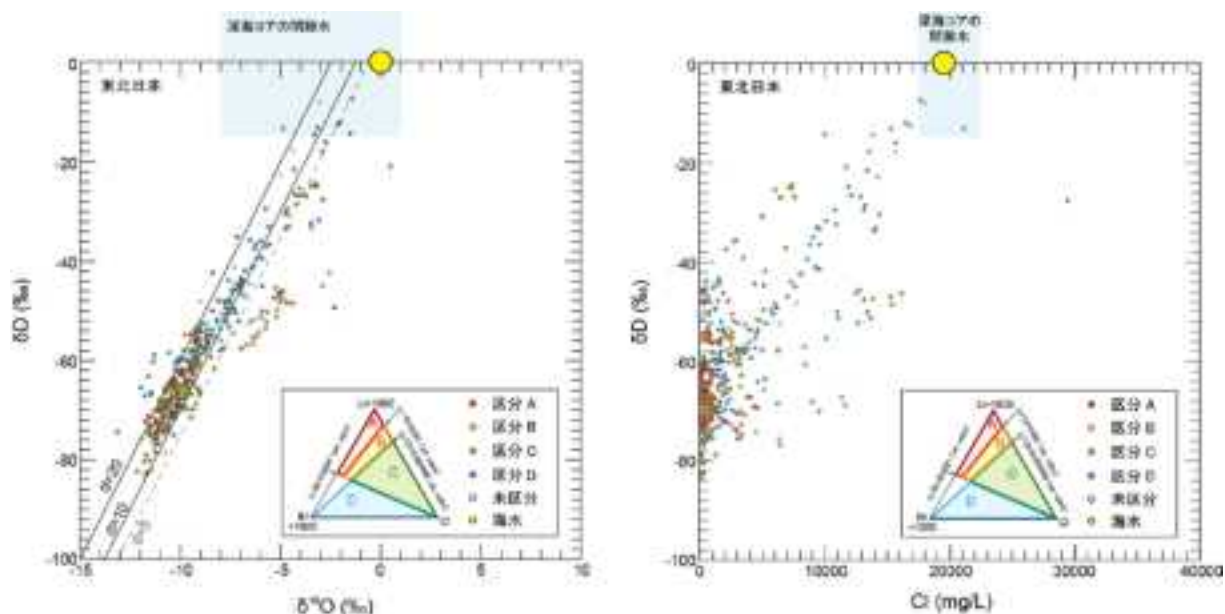 深海コアの間隙水
東北日本
0
-20
-40
-60
-80
-100
δD (‰)
d=20
d=10
d=0
-15
-10
-5
0
5
10
δ¹⁸O (‰)
A
C
D
Cl
区分 A
区分 B
区分 C
区分 D
未区分
海水
深海コアの
間隙水
東北日本
0
-20
-40
-60
-80
-100
δD (‰)
0
10000
20000
30000
40000
Cl (mg/L)
C
D
Cl
区分 A
区分 B
区分 C
区分 D
未区分
海水